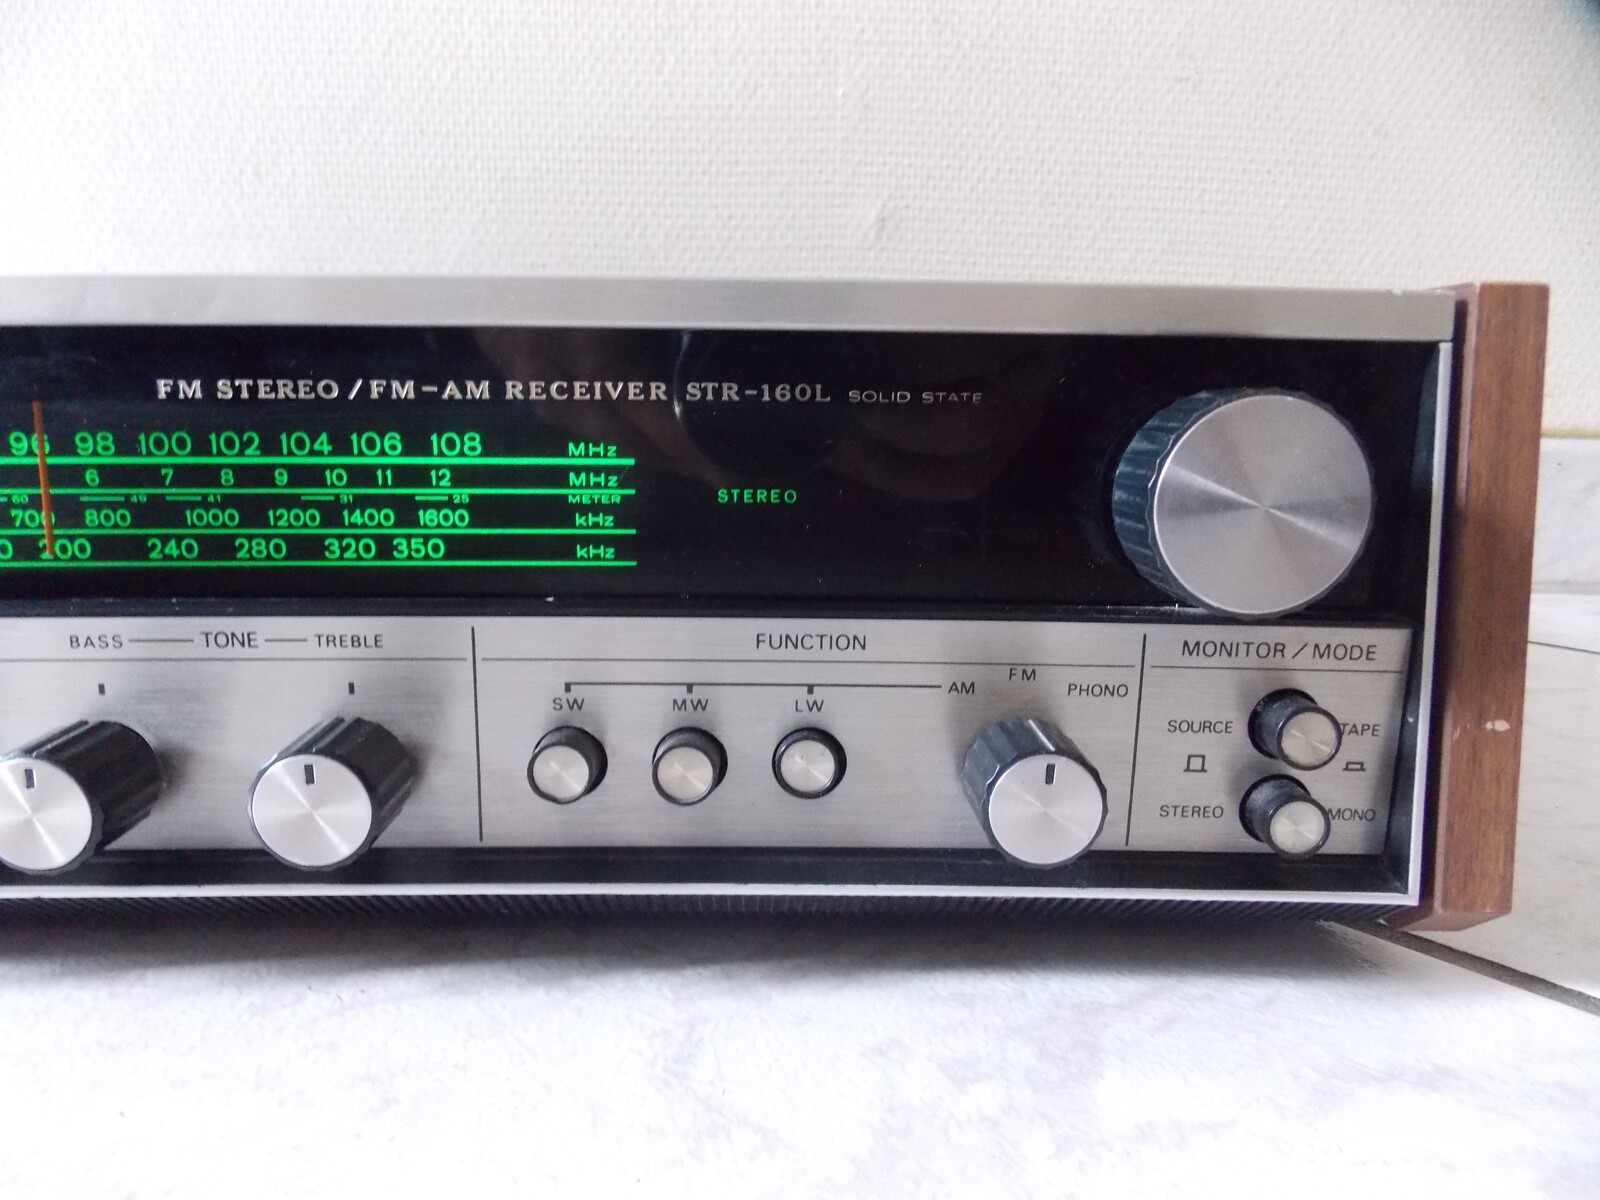 FM STEREO / FM-AM RECEIVER STR-160L SOLID STATE
96 98 100 102 104 106 108 MHz
6 7 8 9 10 11 12 MHz
60 49 41 31 25 METER
700 800 1000 1200 1400 1600 kHz
0 200 240 280 320 350 kHz
STEREO
BASS TONE TREBLE
FUNCTION
SW MW LW AM FM PHONO
MONITOR / MODE
SOURCE TAPE
STEREO MONO